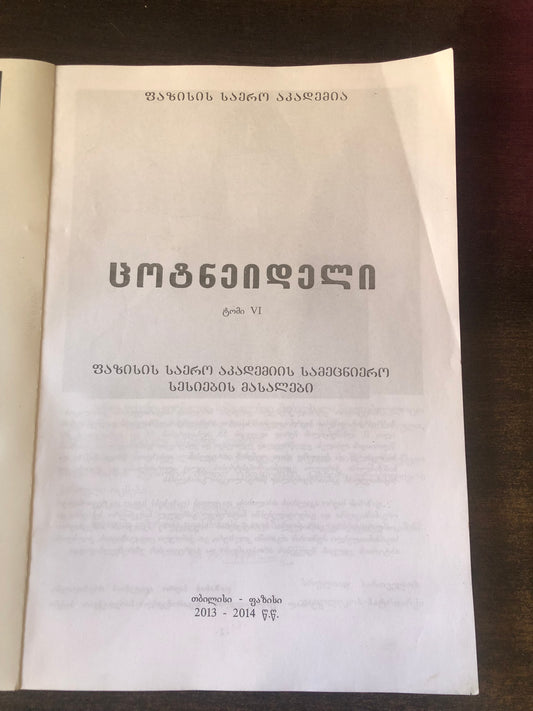 ფაზისის საერო აკადემია
ცოტნეიდელი
ტომი VI
ფაზისის საერო აკადემიის სამეცნიერო
სესიების მასალები
თბილისი - ფაზისი
2013 - 2014 წ.წ.